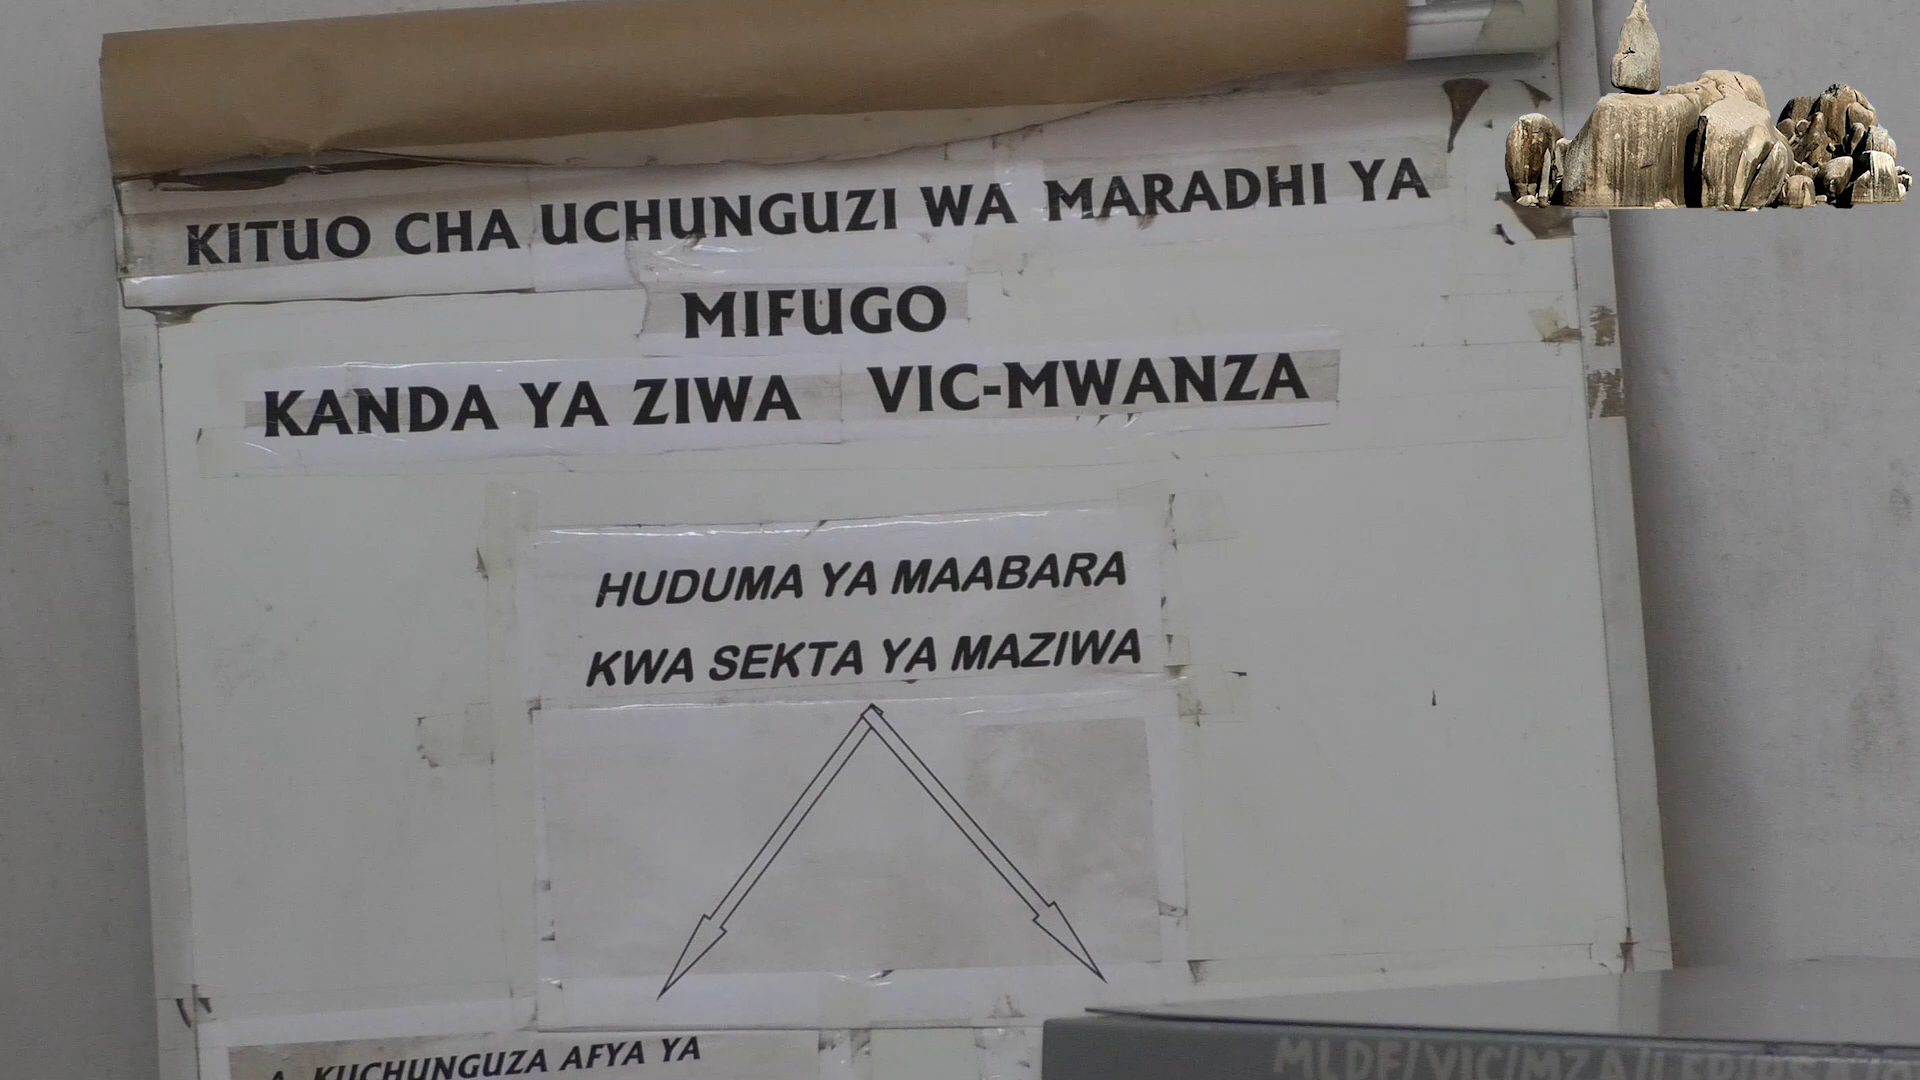 KITUO CHA UCHUNGUZI WA MARADHI YA
MIFUGO
KANDA YA ZIWA VIC-MWANZA
HUDUMA YA MAABARA
KWA SEKTA YA MAZIWA
A. KUCHUNGUZA AFYA YA